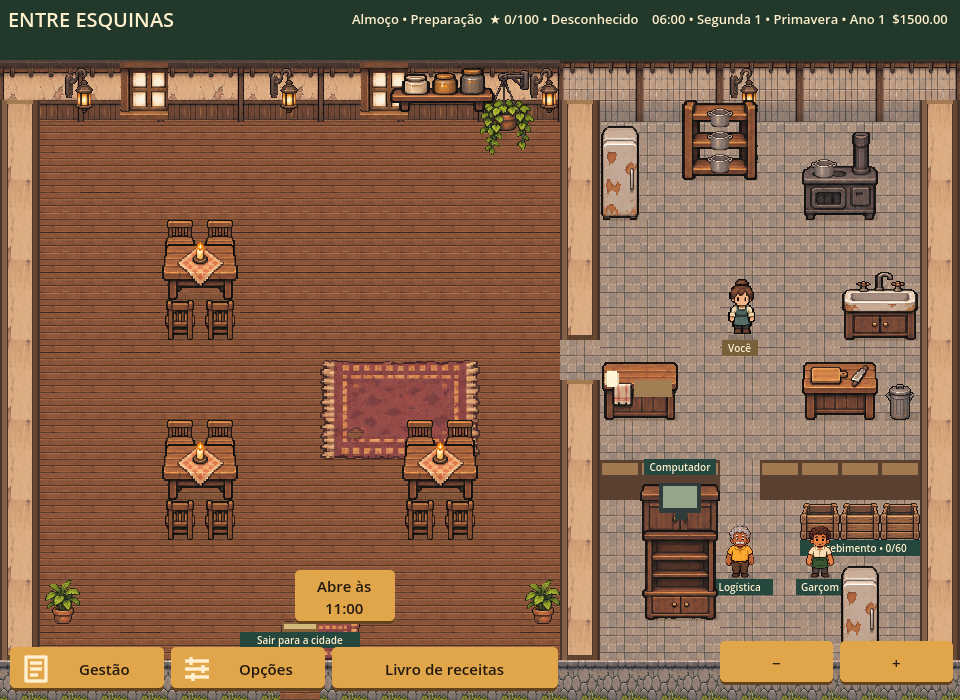 ENTRE ESQUINAS
Almoço • Preparação ★ 0/100 • Desconhecido 06:00 • Segunda 1 • Primavera • Ano 1 $1500.00
Você
Computador
cebimento • 0/60
Logística
Garçom
Abre às
11:00
Sair para a cidade
Gestão
Opções
Livro de receitas
−
+